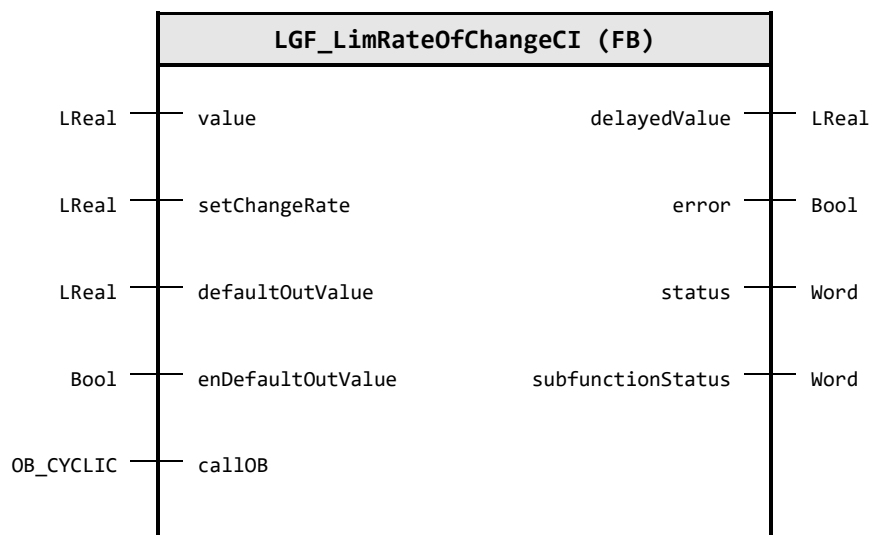 LGF_LimRateOfChangeCI (FB)
LReal value delayedValue LReal
LReal setChangeRate error Bool
LReal defaultOutValue status Word
Bool enDefaultOutValue subfunctionStatus Word
OB_CYCLIC callOB